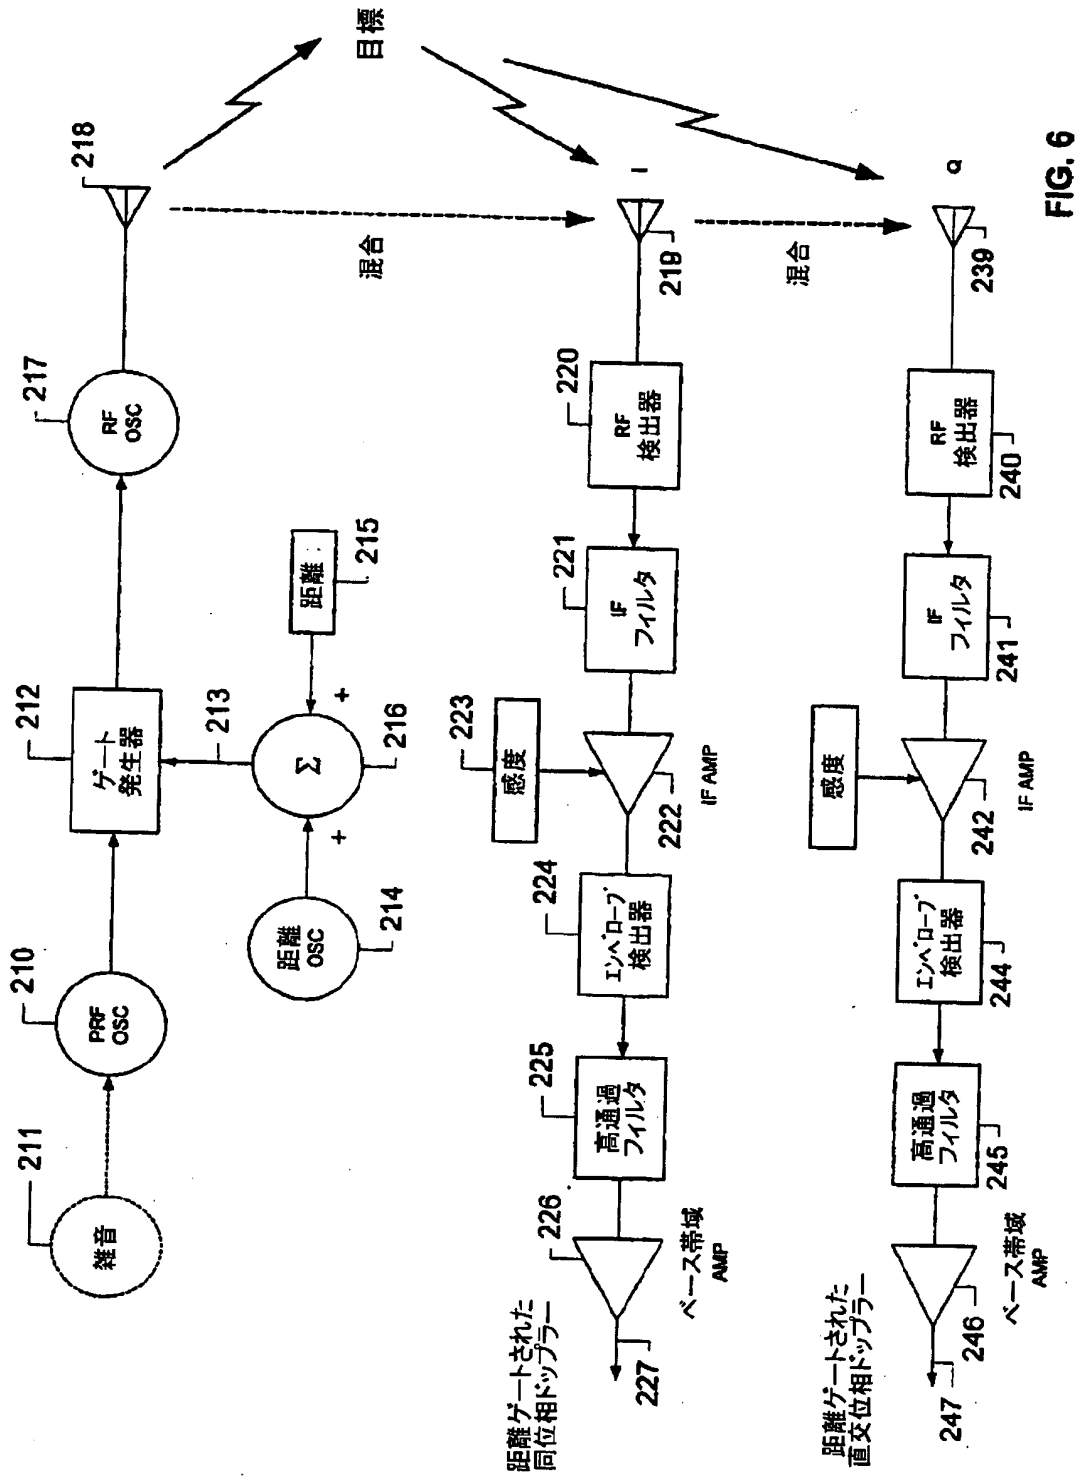 211
雑音
210
PRF
OSC
212
ゲート
発生器
217
RF
OSC
218
目標
213
距離
OSC
214
+
Σ
216
+
距離
215
混合
距離ゲートされた
同位相ドップラー
227
226
ベース帯域
AMP
225
高通過
フィルタ
224
エンベロープ
検出器
223
感度
222
IF AMP
221
IF
フィルタ
220
RF
検出器
219
I
混合
距離ゲートされた
直交位相ドップラー
247
246
ベース帯域
AMP
245
高通過
フィルタ
244
エンベロープ
検出器
感度
242
IF AMP
241
IF
フィルタ
240
RF
検出器
239
Q
FIG. 6